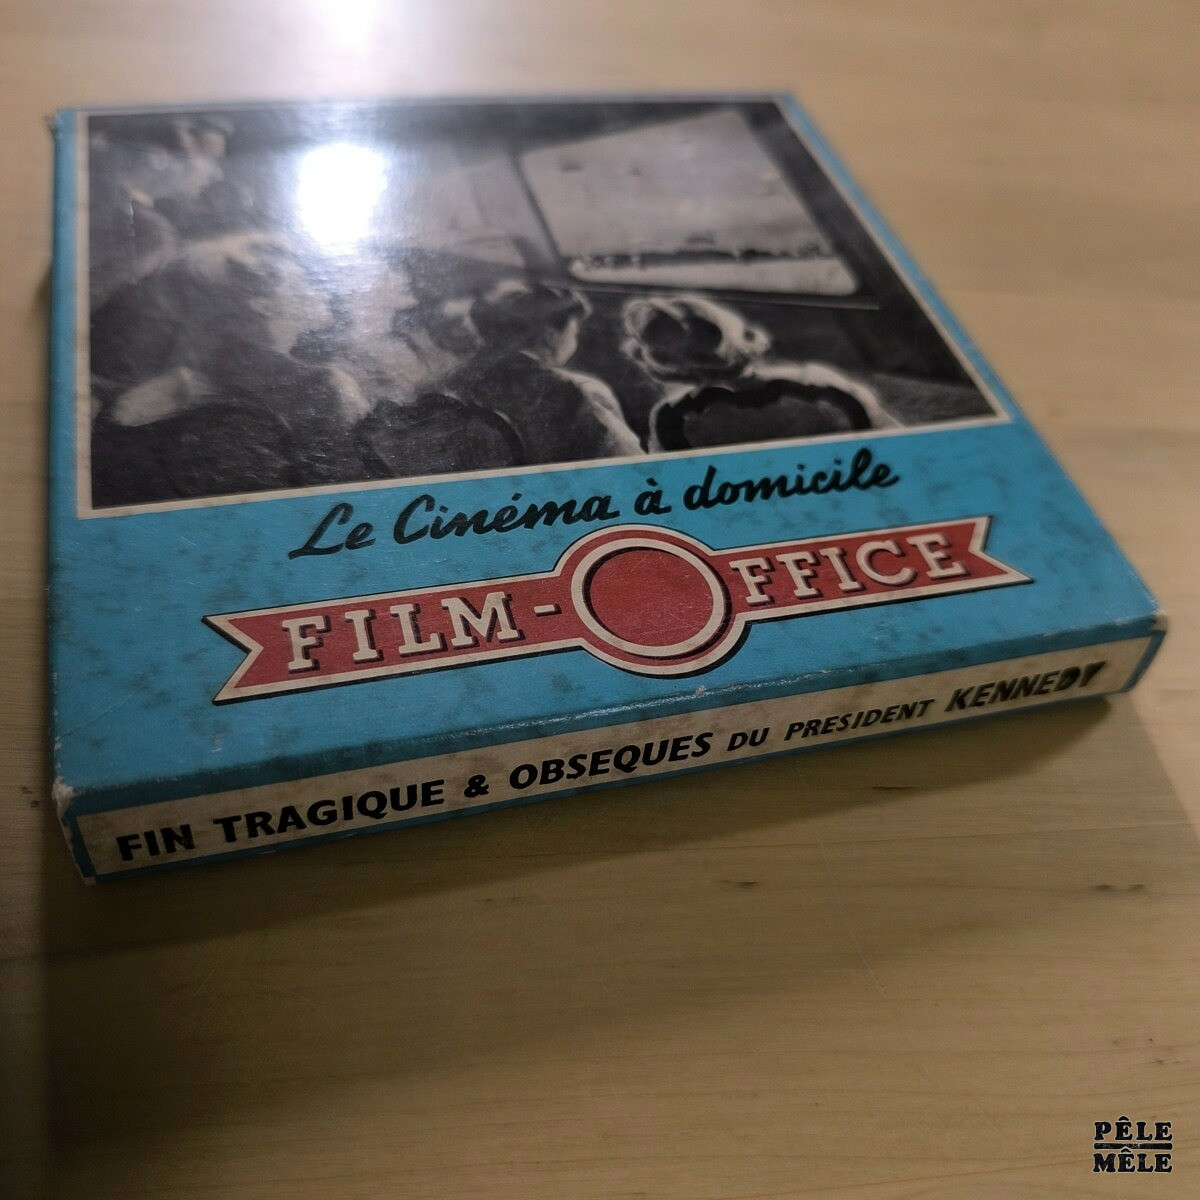 Le Cinéma à domicile
FILM-OFFICE
FIN TRAGIQUE & OBSEQUES DU PRESIDENT KENNEDY
PÊLE
MÊLE